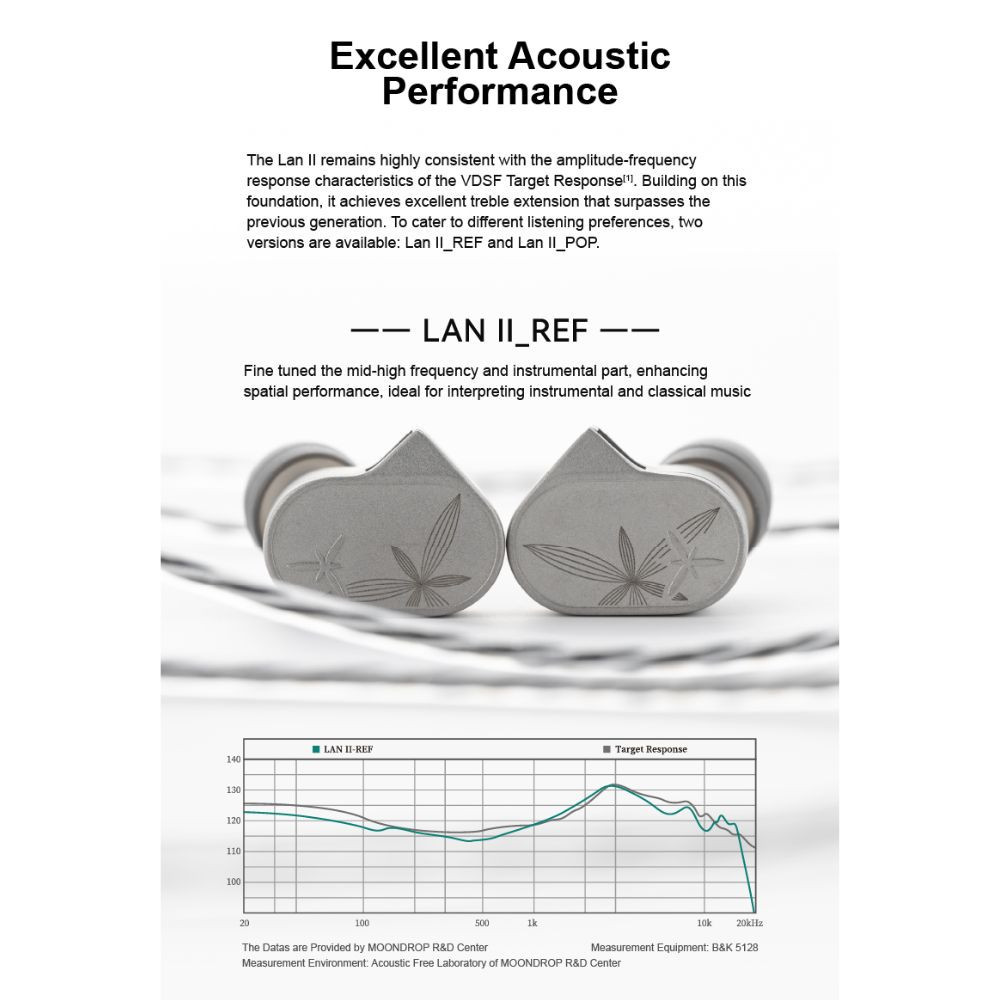 Excellent Acoustic
Performance
The Lan II remains highly consistent with the amplitude-frequency
response characteristics of the VDSF Target Response[1]. Building on this
foundation, it achieves excellent treble extension that surpasses the
previous generation. To cater to different listening preferences, two
versions are available: Lan II_REF and Lan II_POP.
—— LAN II_REF ——
Fine tuned the mid-high frequency and instrumental part, enhancing
spatial performance, ideal for interpreting instrumental and classical music
LAN II-REF Target Response
140
130
120
110
100
20 100 500 1k 10k 20kHz
The Datas are Provided by MOONDROP R&D Center Measurement Equipment: B&K 5128
Measurement Environment: Acoustic Free Laboratory of MOONDROP R&D Center